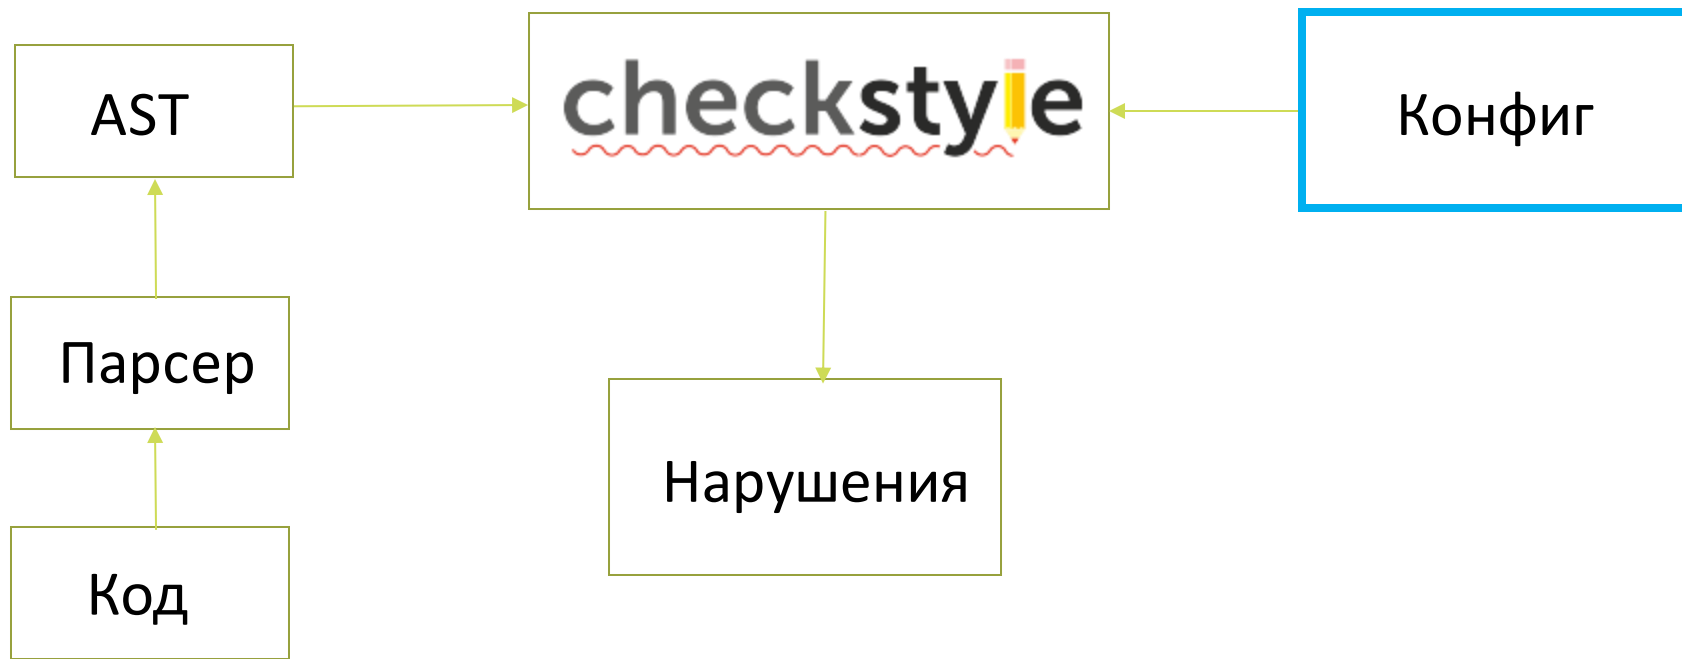 AST
checkstyle
Конфиг
Парсер
Нарушения
Код